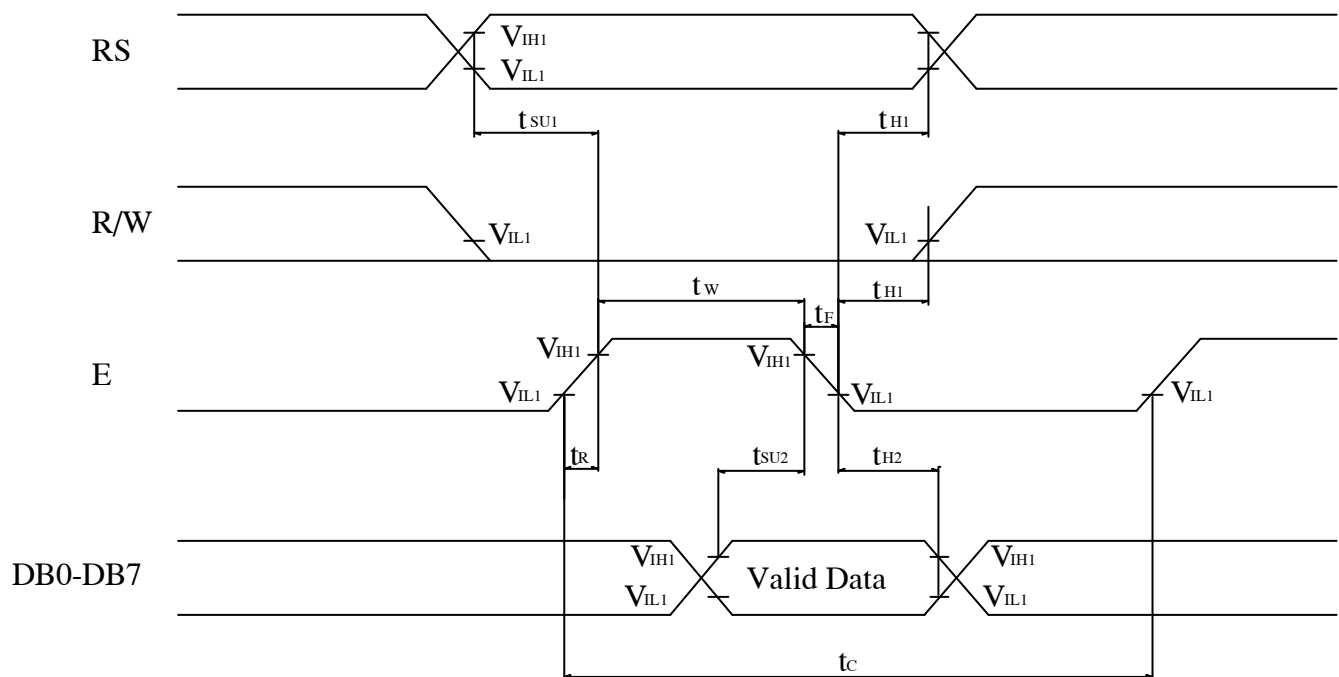 RS
VIH1
VIL1
tSU1
tH1
R/W
VIL1
VIL1
tW
tH1
tF
E
VIH1
VIH1
VIL1
VIL1
VIL1
tR
tSU2
tH2
DB0-DB7
VIH1
VIH1
VIL1
Valid Data
VIL1
tC